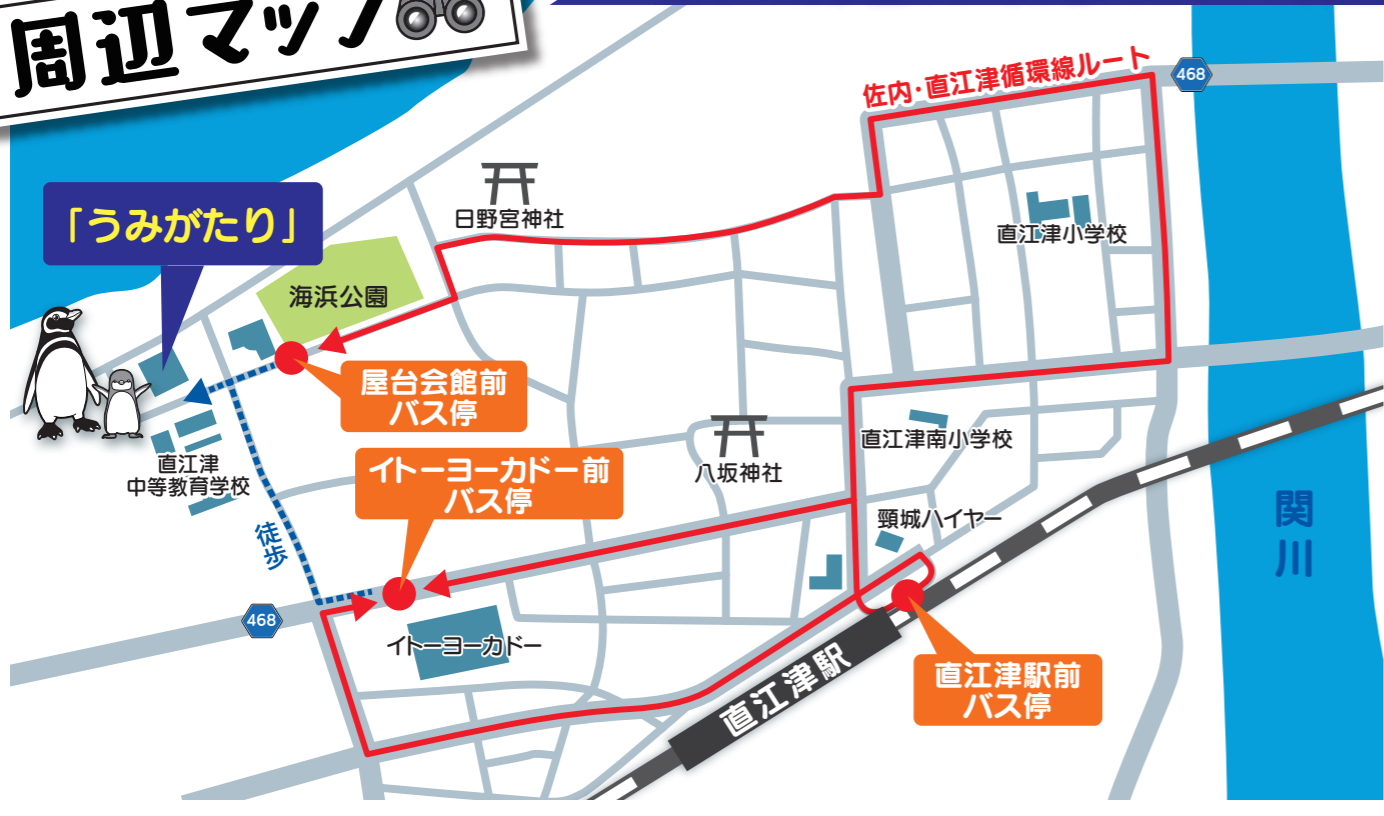 周辺マップ
佐内・直江津循環線ルート
468
日野宮神社
「うみがたり」
直江津小学校
海浜公園
屋台会館前
バス停
直江津南小学校
八坂神社
直江津
中等教育学校
イトーヨーカドー前
バス停
頸城ハイヤー
関川
徒歩
468
イトーヨーカドー
直江津駅
直江津駅前
バス停